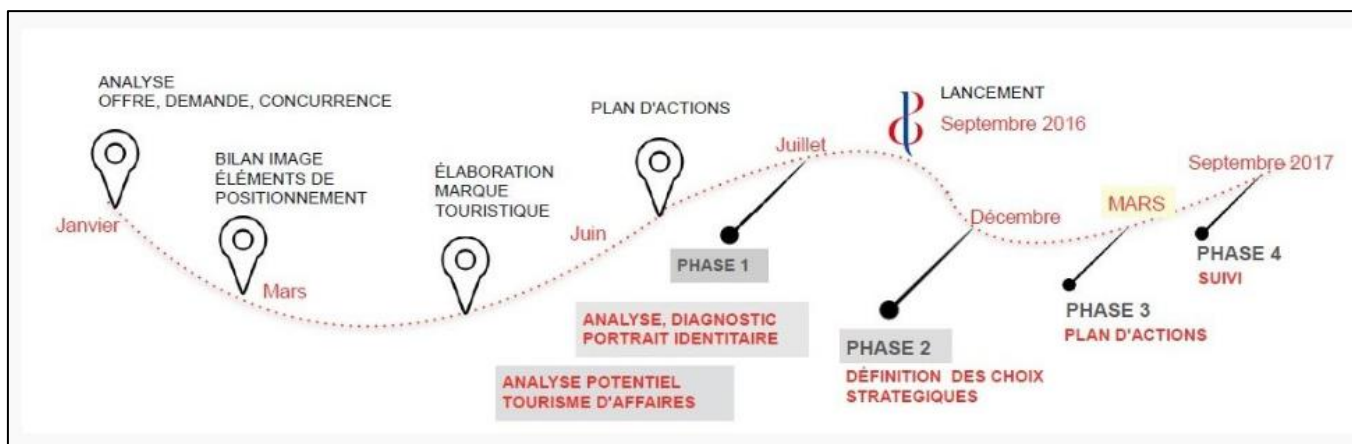 ANALYSE
OFFRE, DEMANDE, CONCURRENCE
Janvier
BILAN IMAGE
ÉLÉMENTS DE
POSITIONNEMENT
Mars
ÉLABORATION
MARQUE
TOURISTIQUE
PLAN D'ACTIONS
Juin
Juillet
PHASE 1
ANALYSE, DIAGNOSTIC
PORTRAIT IDENTITAIRE
ANALYSE POTENTIEL
TOURISME D'AFFAIRES
LANCEMENT
Septembre 2016
Décembre
PHASE 2
DÉFINITION DES CHOIX
STRATEGIQUES
MARS
PHASE 3
PLAN D'ACTIONS
Septembre 2017
PHASE 4
SUIVI